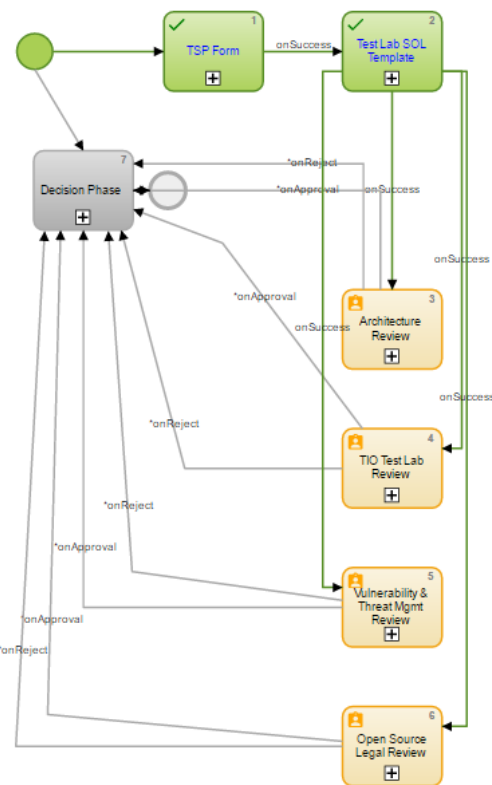 1
TSP Form
onSuccess
2
Test Lab SOL
Template
7
Decision Phase
*onReject
*onApproval
onSuccess
onSuccess
*onApproval
3
Architecture
Review
onSuccess
onSuccess
*onReject
4
TIO Test Lab
Review
*onReject
*onApproval
5
Vulnerability &
Threat Mgmt
Review
*onApproval
*onReject
6
Open Source
Legal Review